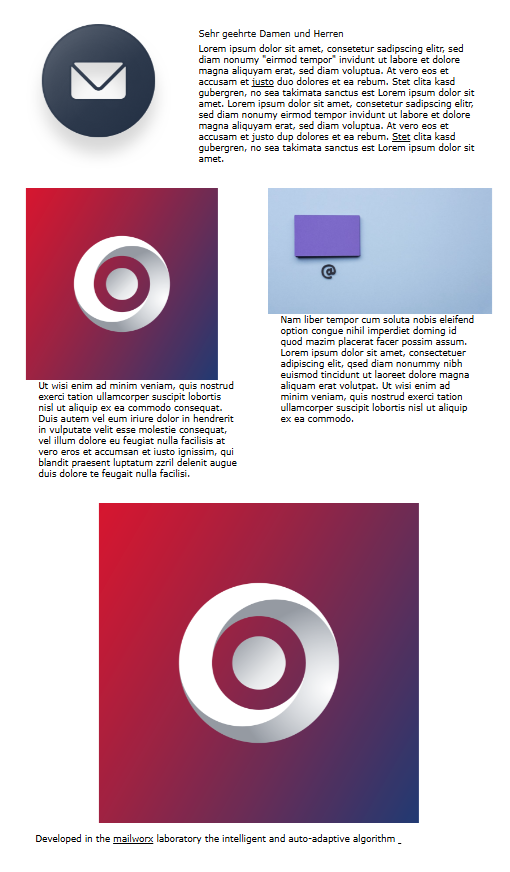 Sehr geehrte Damen und Herren
Lorem ipsum dolor sit amet, consetetur sadipscing elitr, sed
diam nonumy "eirmod tempor" invidunt ut labore et dolore
magna aliquyam erat, sed diam voluptua. At vero eos et
accusam et justo duo dolores et ea rebum. Stet clita kasd
gubergren, no sea takimata sanctus est Lorem ipsum dolor sit
amet. Lorem ipsum dolor sit amet, consetetur sadipscing elitr,
sed diam nonumy eirmod tempor invidunt ut labore et dolore
magna aliquyam erat, sed diam voluptua. At vero eos et
accusam et justo dup dolores et ea rebum. Stet clita kasd
gubergren, no sea takimata sanctus est Lorem ipsum dolor sit
amet.
@
Ut wisi enim ad minim veniam, quis nostrud
exerci tation ullamcorper suscipit lobortis
nisl ut aliquip ex ea commodo consequat.
Duis autem vel eum iriure dolor in hendrerit
in vulputate velit esse molestie consequat,
vel illum dolore eu feugiat nulla facilisis at
vero eros et accumsan et iusto ignissim, qui
blandit praesent luptatum zzril delenit augue
duis dolore te feugait nulla facilisi.
Nam liber tempor cum soluta nobis eleifend
option congue nihil imperdiet doming id
quod mazim placerat facer possim assum.
Lorem ipsum dolor sit amet, consectetuer
adipiscing elit, qsed diam nonummy nibh
euismod tincidunt ut laoreet dolore magna
aliquam erat volutpat. Ut wisi enim ad
minim veniam, quis nostrud exerci tation
ullamcorper suscipit lobortis nisl ut aliquip
ex ea commodo.
Developed in the mailworx laboratory the intelligent and auto-adaptive algorithm